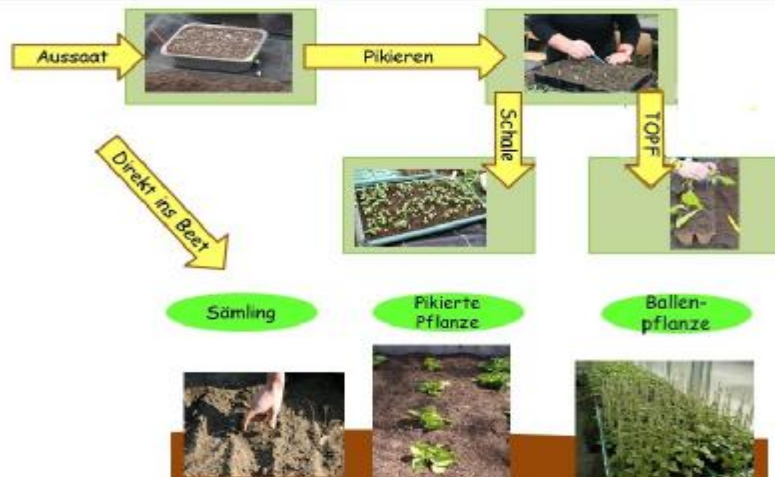 Aussaat
Pikieren
Schale
TOPF
Direkt ins Beet
Sämling
Pikierte
Pflanze
Ballen-
pflanze